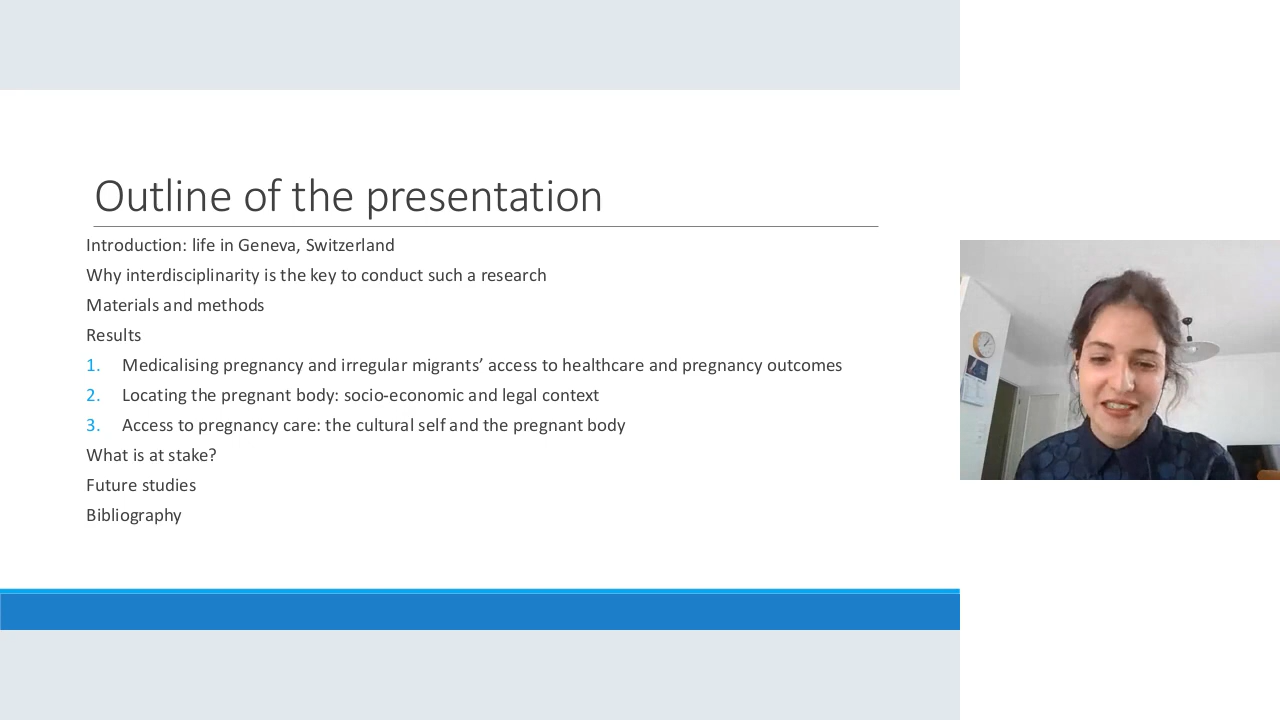 Outline of the presentation
Introduction: life in Geneva, Switzerland
Why interdisciplinarity is the key to conduct such a research
Materials and methods
Results
1. Medicalising pregnancy and irregular migrants’ access to healthcare and pregnancy outcomes
2. Locating the pregnant body: socio-economic and legal context
3. Access to pregnancy care: the cultural self and the pregnant body
What is at stake?
Future studies
Bibliography